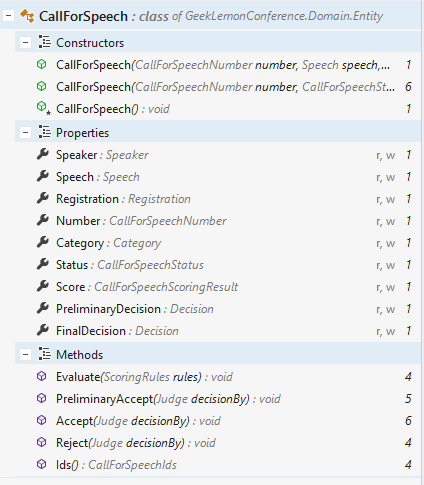 CallForSpeech : class of GeekLemonConference.Domain.Entity
Constructors
CallForSpeech(CallForSpeechNumber number, Speech speech,... 1
CallForSpeech(CallForSpeechNumber number, CallForSpeechSt... 6
CallForSpeech() : void 1
Properties
Speaker : Speaker r, w 1
Speech : Speech r, w 1
Registration : Registration r, w 1
Number : CallForSpeechNumber r, w 1
Category : Category r, w 1
Status : CallForSpeechStatus r, w 1
Score : CallForSpeechScoringResult r, w 1
PreliminaryDecision : Decision r, w 1
FinalDecision : Decision r, w 1
Methods
Evaluate(ScoringRules rules) : void 4
PreliminaryAccept(Judge decisionBy) : void 5
Accept(Judge decisionBy) : void 6
Reject(Judge decisionBy) : void 4
Ids() : CallForSpeechIds 4